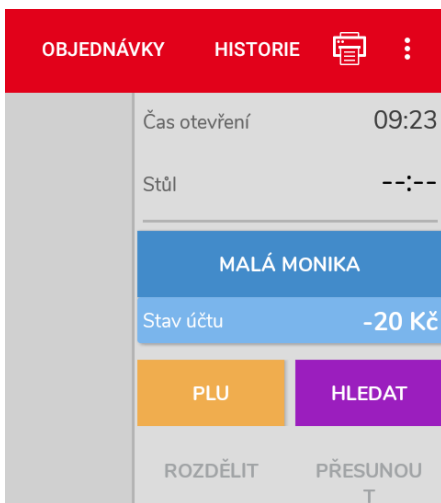 OBJEDNÁVKY HISTORIE
Čas otevření 09:23
Stůl --:--
MALÁ MONIKA
Stav účtu -20 Kč
PLU HLEDAT
ROZDĚLIT PŘESUNOU
T